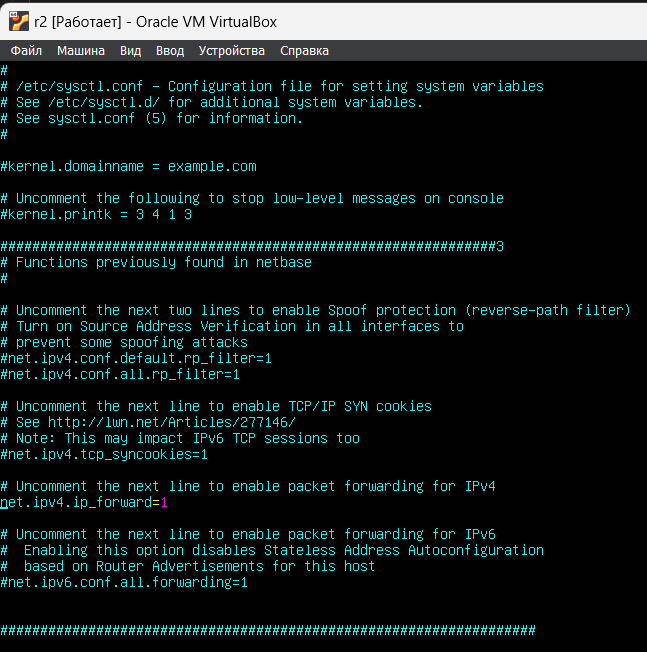 r2 [Работает] - Oracle VM VirtualBox
Файл Машина Вид Ввод Устройства Справка
#
# /etc/sysctl.conf - Configuration file for setting system variables
# See /etc/sysctl.d/ for additional system variables.
# See sysctl.conf (5) for information.
#
#kernel.domainname = example.com
# Uncomment the following to stop low-level messages on console
#kernel.printk = 3 4 1 3
##############################################################3
# Functions previously found in netbase
#
# Uncomment the next two lines to enable Spoof protection (reverse-path filter)
# Turn on Source Address Verification in all interfaces to
# prevent some spoofing attacks
#net.ipv4.conf.default.rp_filter=1
#net.ipv4.conf.all.rp_filter=1
# Uncomment the next line to enable TCP/IP SYN cookies
# See http://lwn.net/Articles/277146/
# Note: This may impact IPv6 TCP sessions too
#net.ipv4.tcp_syncookies=1
# Uncomment the next line to enable packet forwarding for IPv4
net.ipv4.ip_forward=1
# Uncomment the next line to enable packet forwarding for IPv6
#  Enabling this option disables Stateless Address Autoconfiguration
#  based on Router Advertisements for this host
#net.ipv6.conf.all.forwarding=1
###################################################################